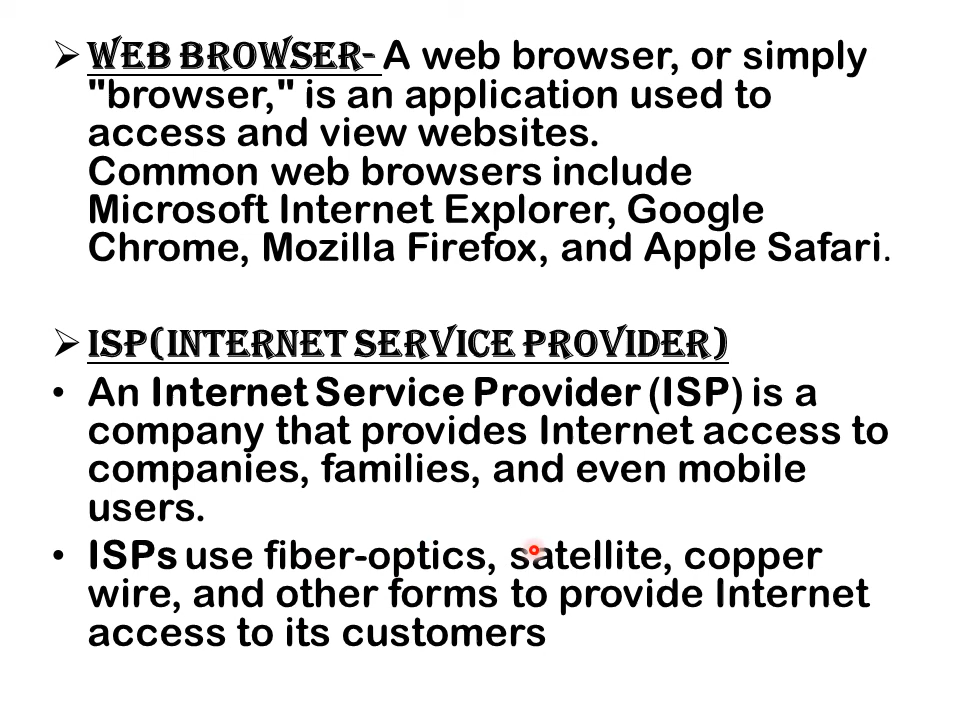 ➢ WEB BROWSER- A web browser, or simply
"browser," is an application used to
access and view websites.
Common web browsers include
Microsoft Internet Explorer, Google
Chrome, Mozilla Firefox, and Apple Safari.
➢ ISP(INTERNET SERVICE PROVIDER)
• An Internet Service Provider (ISP) is a
company that provides Internet access to
companies, families, and even mobile
users.
• ISPs use fiber-optics, satellite, copper
wire, and other forms to provide Internet
access to its customers